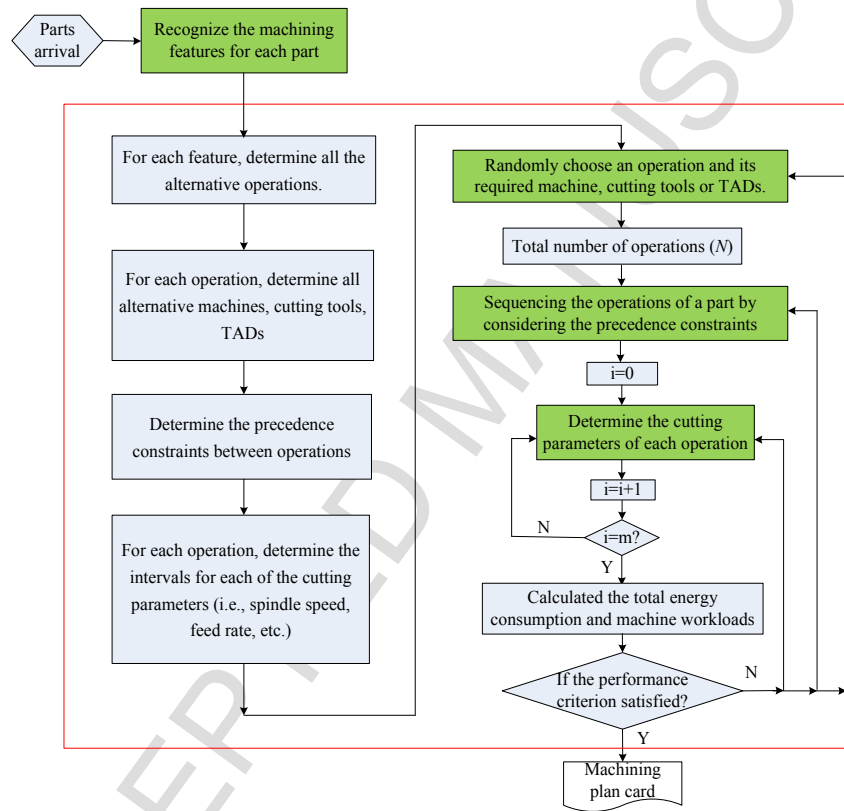 Parts
arrival
Recognize the machining
features for each part
For each feature, determine all the
alternative operations.
For each operation, determine all
alternative machines, cutting tools,
TADs
Determine the precedence
constraints between operations
For each operation, determine the
intervals for each of the cutting
parameters (i.e., spindle speed,
feed rate, etc.)
Randomly choose an operation and its
required machine, cutting tools or TADs.
Total number of operations (N)
Sequencing the operations of a part by
considering the precedence constraints
i=0
Determine the cutting
parameters of each operation
i=i+1
N
i=m?
Y
Calculated the total energy
consumption and machine workloads
If the performance
criterion satisfied?
N
Y
Machining
plan card